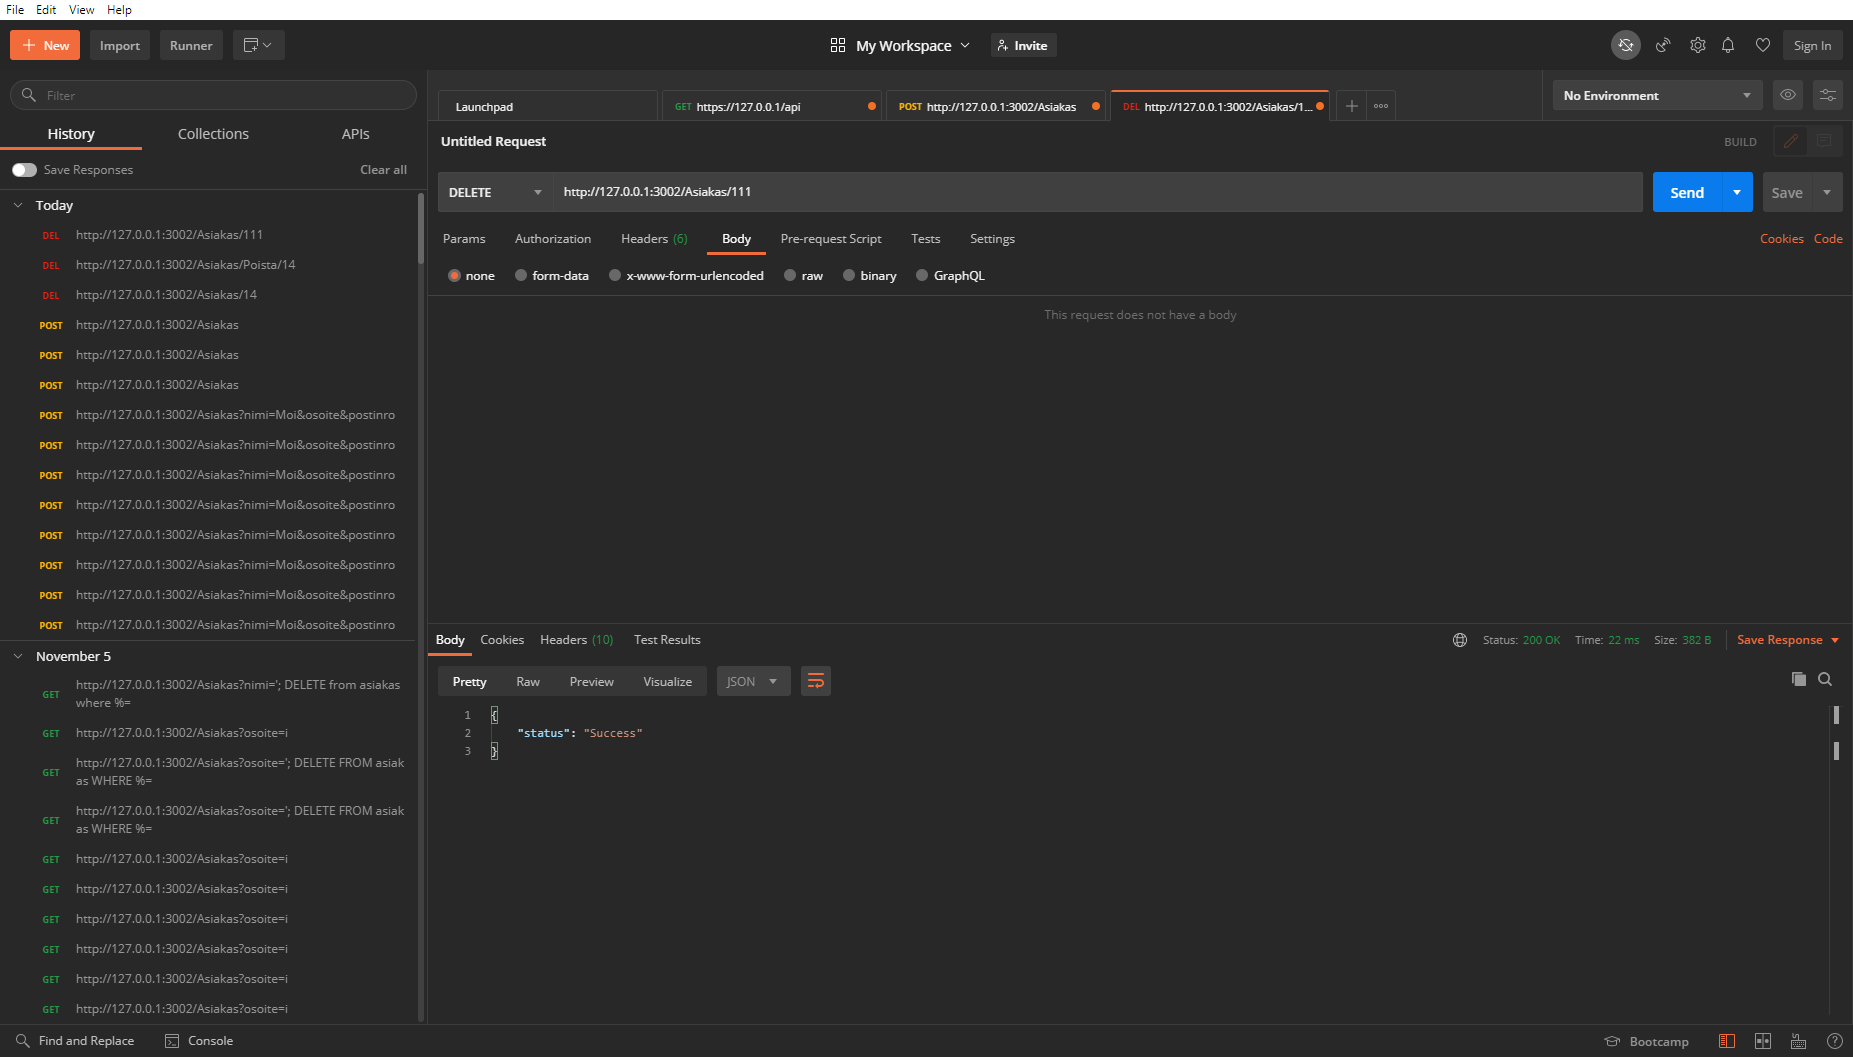 File Edit View Help
New Import Runner My Workspace Invite Sign In
Filter
History Collections APIs
Save Responses Clear all
Today
DEL http://127.0.0.1:3002/Asiakas/111
DEL http://127.0.0.1:3002/Asiakas/Poista/14
DEL http://127.0.0.1:3002/Asiakas/14
POST http://127.0.0.1:3002/Asiakas
POST http://127.0.0.1:3002/Asiakas
POST http://127.0.0.1:3002/Asiakas
POST http://127.0.0.1:3002/Asiakas?nimi=Moi&osoite&postinro
POST http://127.0.0.1:3002/Asiakas?nimi=Moi&osoite&postinro
POST http://127.0.0.1:3002/Asiakas?nimi=Moi&osoite&postinro
POST http://127.0.0.1:3002/Asiakas?nimi=Moi&osoite&postinro
POST http://127.0.0.1:3002/Asiakas?nimi=Moi&osoite&postinro
POST http://127.0.0.1:3002/Asiakas?nimi=Moi&osoite&postinro
POST http://127.0.0.1:3002/Asiakas?nimi=Moi&osoite&postinro
POST http://127.0.0.1:3002/Asiakas?nimi=Moi&osoite&postinro
November 5
GET http://127.0.0.1:3002/Asiakas?nimi='; DELETE from asiakas
where %=
GET http://127.0.0.1:3002/Asiakas?osoite=i
GET http://127.0.0.1:3002/Asiakas?osoite='; DELETE FROM asiak
as WHERE %=
GET http://127.0.0.1:3002/Asiakas?osoite='; DELETE FROM asiak
as WHERE %=
GET http://127.0.0.1:3002/Asiakas?osoite=i
GET http://127.0.0.1:3002/Asiakas?osoite=i
GET http://127.0.0.1:3002/Asiakas?osoite=i
GET http://127.0.0.1:3002/Asiakas?osoite=i
GET http://127.0.0.1:3002/Asiakas?osoite=i
GET http://127.0.0.1:3002/Asiakas?osoite=i
Launchpad GET https://127.0.0.1/api POST http://127.0.0.1:3002/Asiakas DEL http://127.0.0.1:3002/Asiakas/1... No Environment
Untitled Request BUILD
DELETE http://127.0.0.1:3002/Asiakas/111 Send Save
Params Authorization Headers (6) Body Pre-request Script Tests Settings Cookies Code
none form-data x-www-form-urlencoded raw binary GraphQL
This request does not have a body
Body Cookies Headers (10) Test Results Status: 200 OK Time: 22 ms Size: 382 B Save Response
Pretty Raw Preview Visualize JSON
1 {
2 "status": "Success"
3 }
Find and Replace Console Bootcamp